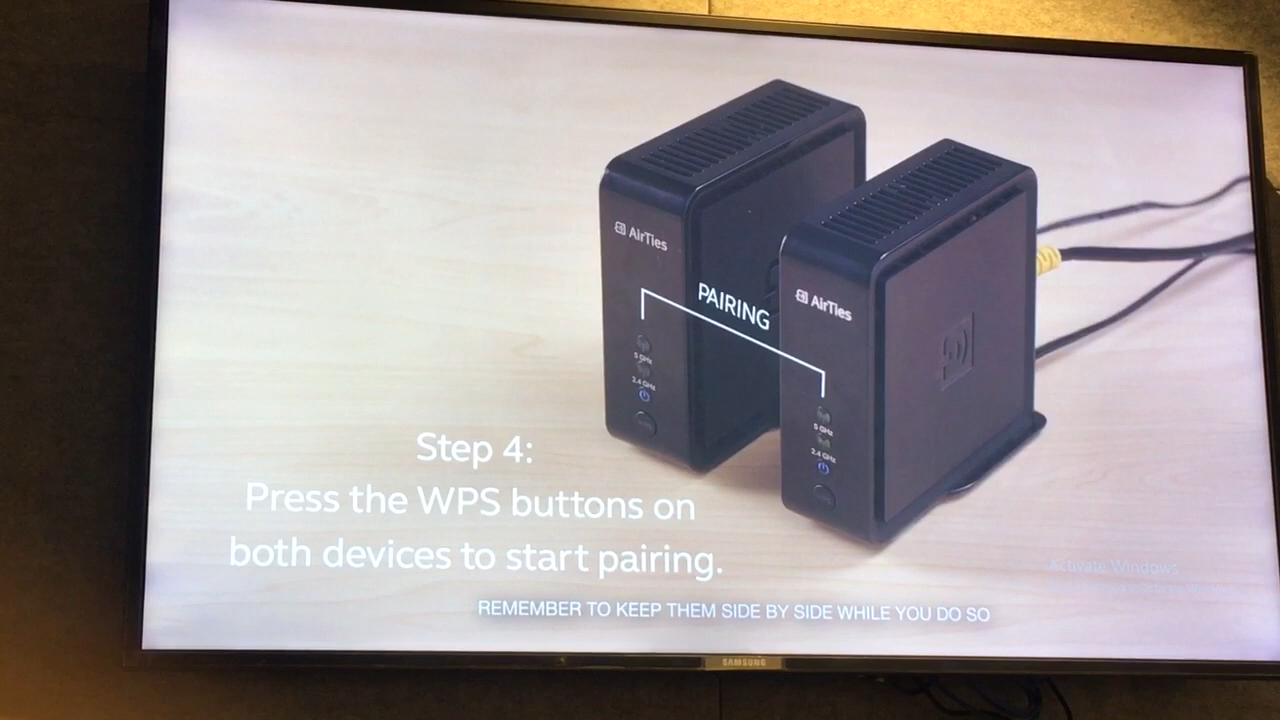 AirTies
5 GHz
2.4 GHz
PAIRING
AirTies
5 GHz
2.4 GHz
Step 4:
Press the WPS buttons on
both devices to start pairing.
Activate Windows
REMEMBER TO KEEP THEM SIDE BY SIDE WHILE YOU DO SO
SAMSUNG